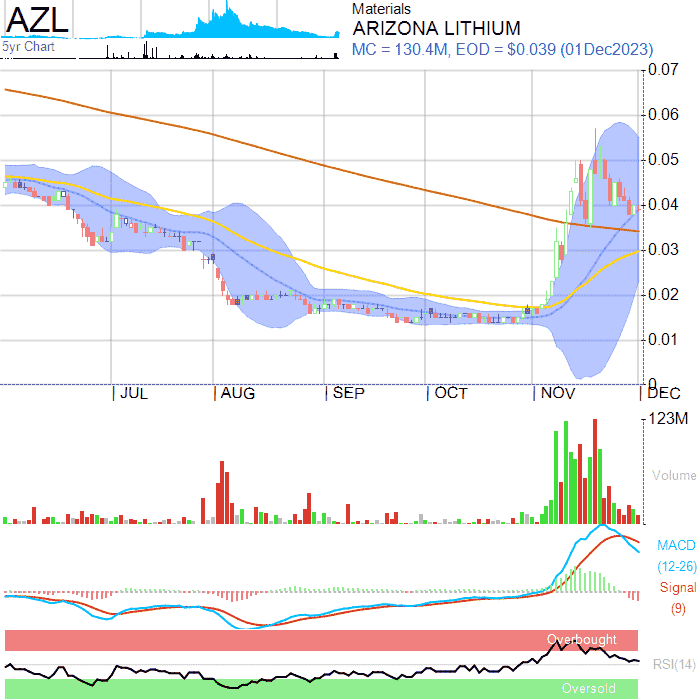 AZL
5yr Chart
Materials
ARIZONA LITHIUM
MC = 130.4M, EOD = $0.039 (01Dec2023)
0.07
0.06
0.05
0.04
0.03
0.02
0.01
0
JUL AUG SEP OCT NOV DEC
123M
Volume
MACD
(12-26)
Signal
(9)
Overbought
RSI(14)
Oversold